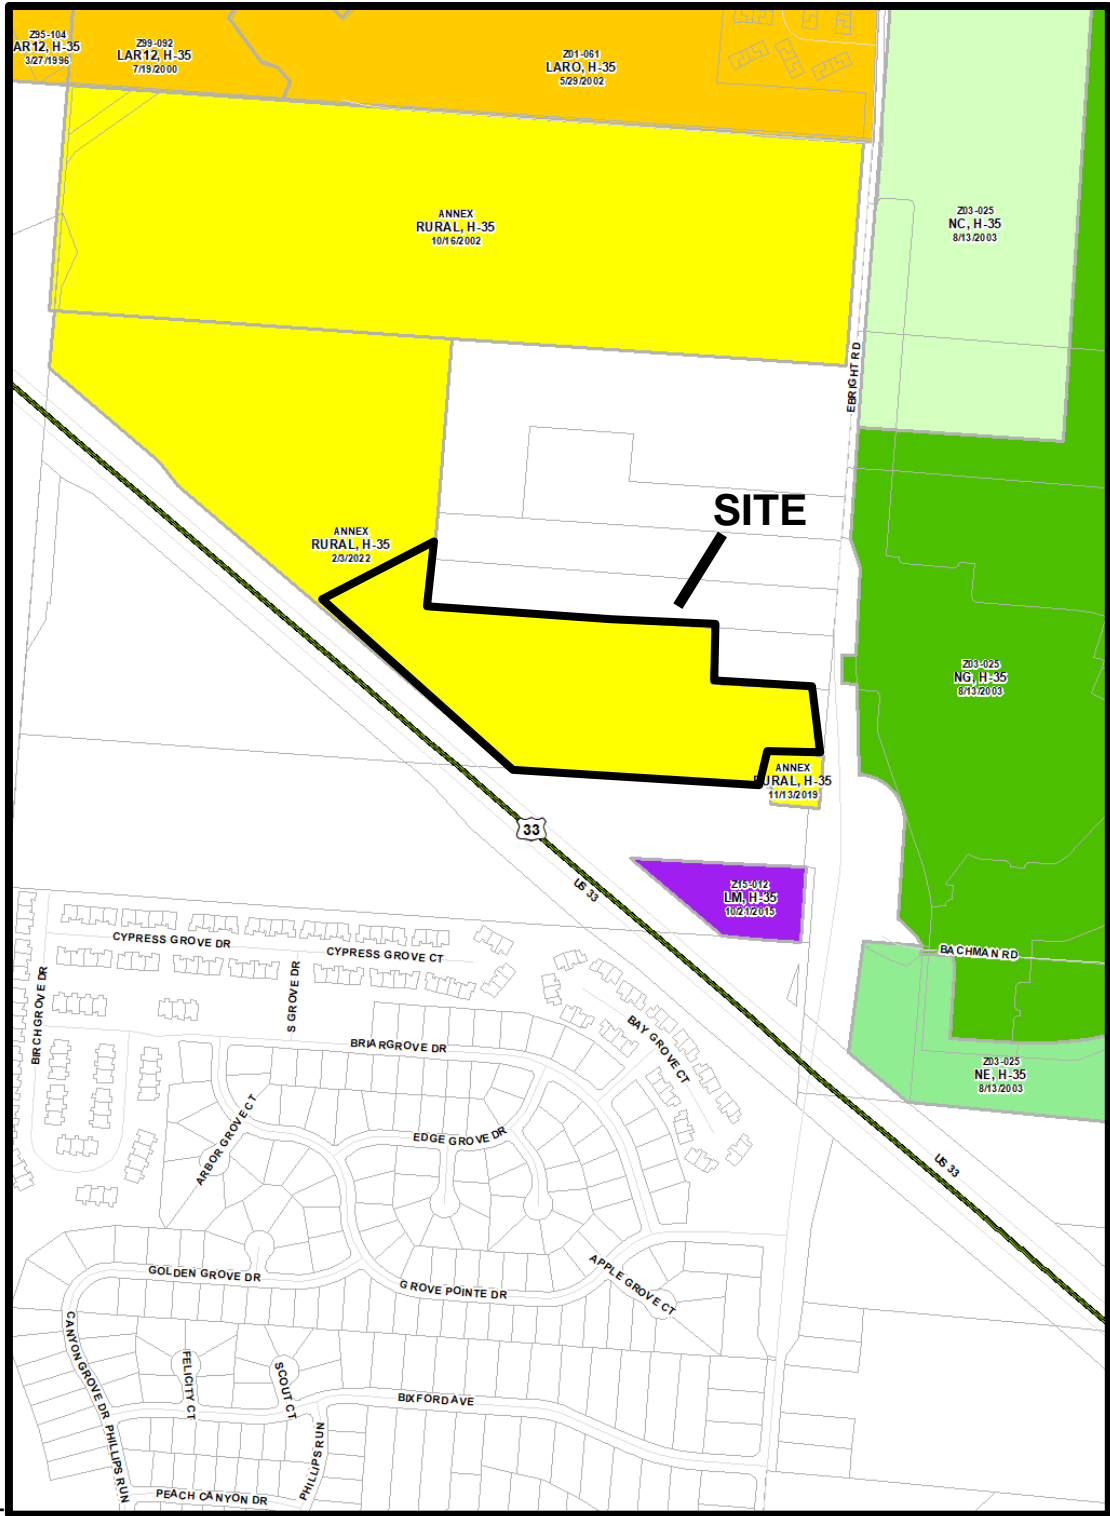 Z95-104
AR12, H-35
3/27/1996
Z99-092
LAR12, H-35
7/19/2000
Z01-061
LARO, H-35
5/29/2002
ANNEX
RURAL, H-35
10/16/2002
Z03-025
NC, H-35
8/13/2003
EBRIGHT RD
SITE
ANNEX
RURAL, H-35
2/3/2022
Z03-025
NG, H-35
8/13/2003
ANNEX
RURAL, H-35
11/13/2019
33
US 33
Z15-012
LM, H-35
10/21/2015
CYPRESS GROVE DR
CYPRESS GROVE CT
BACHMAN RD
BIRCHGROVE DR
S GROVE DR
BRIARGROVE DR
BAY GROVE CT
Z03-025
NE, H-35
8/13/2003
ARBOR GROVE CT
EDGE GROVE DR
US 33
GOLDEN GROVE DR
GROVE POINTE DR
APPLE GROVE CT
CANYON GROVE DR
FELICITY CT
SCOUT CT
BIXFORD AVE
PHILLIPS RUN
PHILLIPS RUN
PEACH CANYON DR